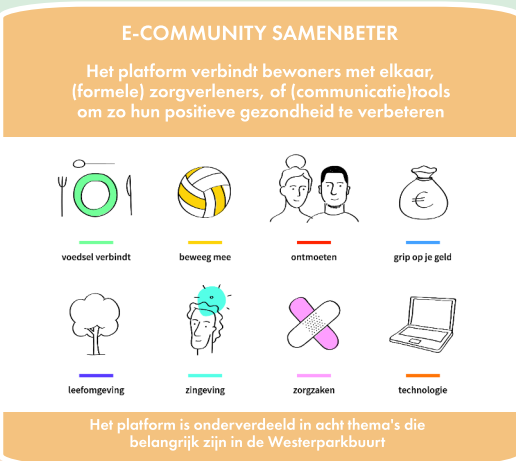 E-COMMUNITY SAMENBETER
Het platform verbindt bewoners met elkaar,
(formele) zorgverleners, of (communicatie)tools
om zo hun positieve gezondheid te verbeteren
voedsel verbindt
beweeg mee
ontmoeten
grip op je geld
€
leefomgeving
zingeving
zorgzaken
technologie
Het platform is onderverdeeld in acht thema's die
belangrijk zijn in de Westerparkbuurt